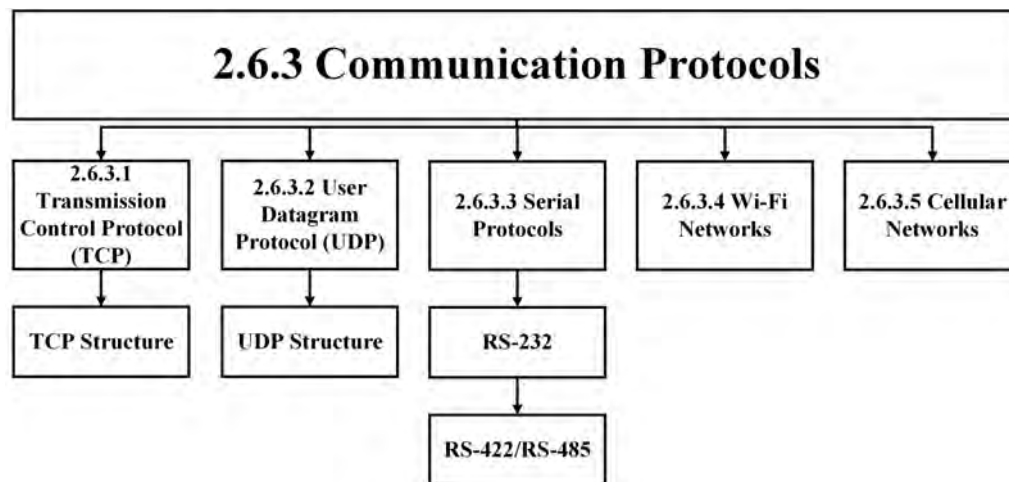 2.6.3 Communication Protocols
2.6.3.1
Transmission
Control Protocol
(TCP)
2.6.3.2 User
Datagram
Protocol (UDP)
2.6.3.3 Serial
Protocols
2.6.3.4 Wi-Fi
Networks
2.6.3.5 Cellular
Networks
TCP Structure
UDP Structure
RS-232
RS-422/RS-485